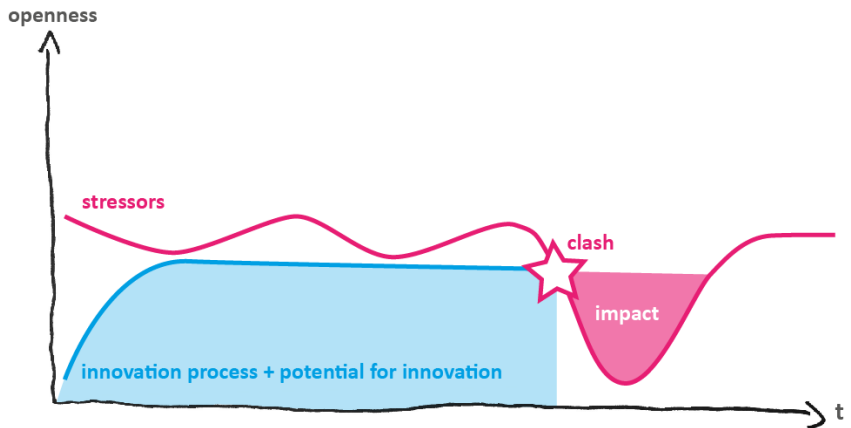 openness
stressors
clash
impact
innovation process + potential for innovation
t